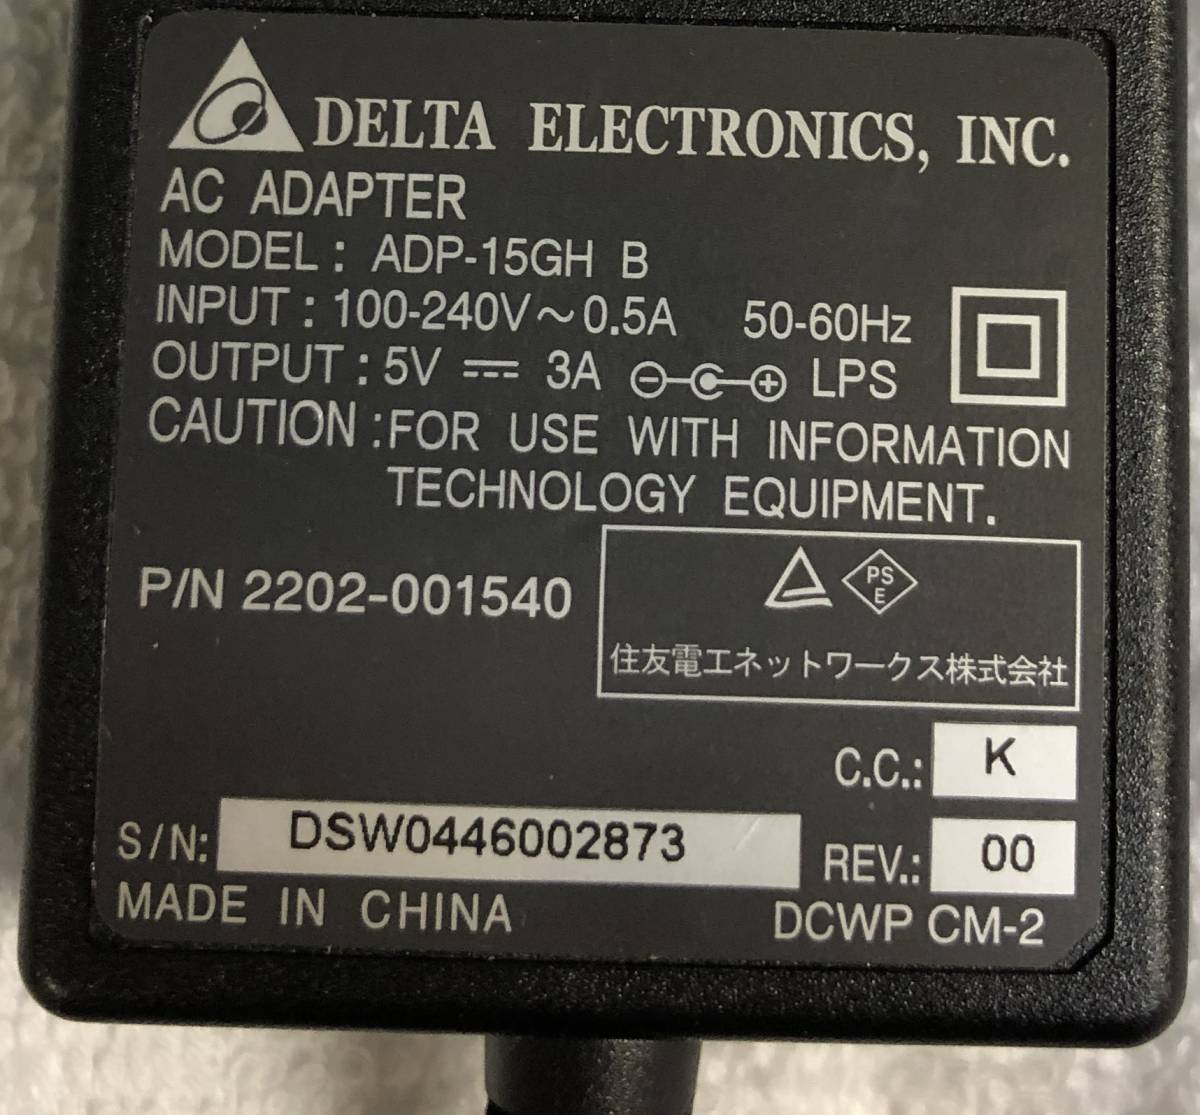 DELTA ELECTRONICS, INC.
AC ADAPTER
MODEL : ADP-15GH B
INPUT : 100-240V~0.5A 50-60Hz
OUTPUT : 5V ⎓ 3A LPS
CAUTION :FOR USE WITH INFORMATION
TECHNOLOGY EQUIPMENT.
P/N 2202-001540
PS
E
住友電工ネットワークス株式会社
C.C.: K
S/N: DSW0446002873
REV.: 00
MADE IN CHINA
DCWP CM-2